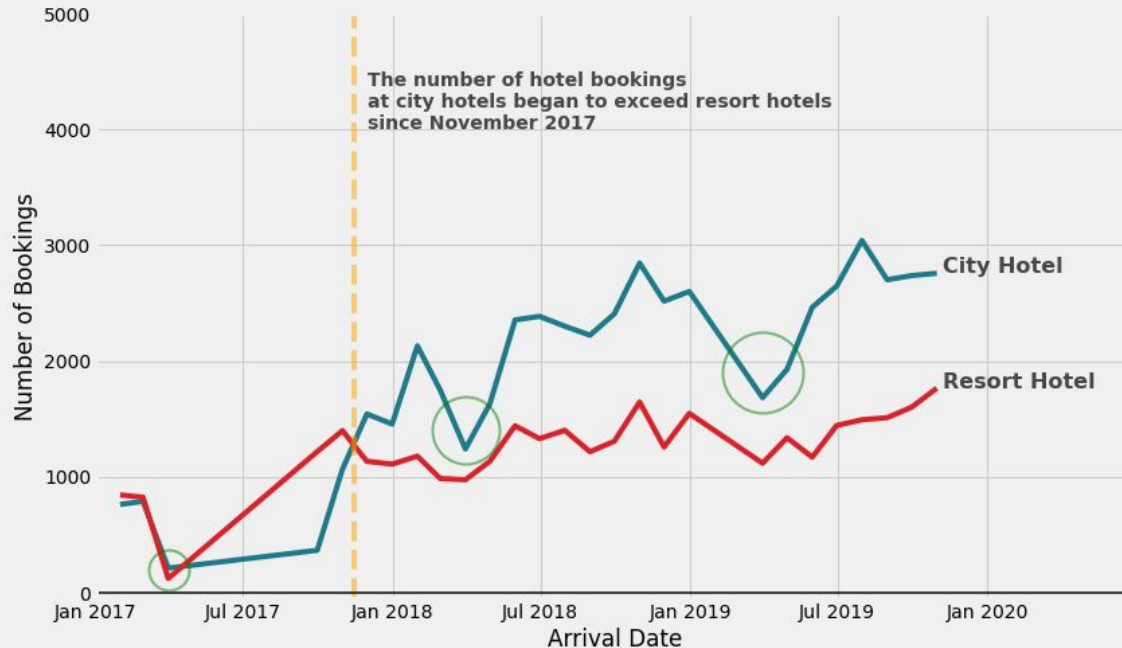 5000
The number of hotel bookings
at city hotels began to exceed resort hotels
since November 2017
4000
Number of Bookings
3000
City Hotel
2000
Resort Hotel
1000
0
Jan 2017 Jul 2017 Jan 2018 Jul 2018 Jan 2019 Jul 2019 Jan 2020
Arrival Date